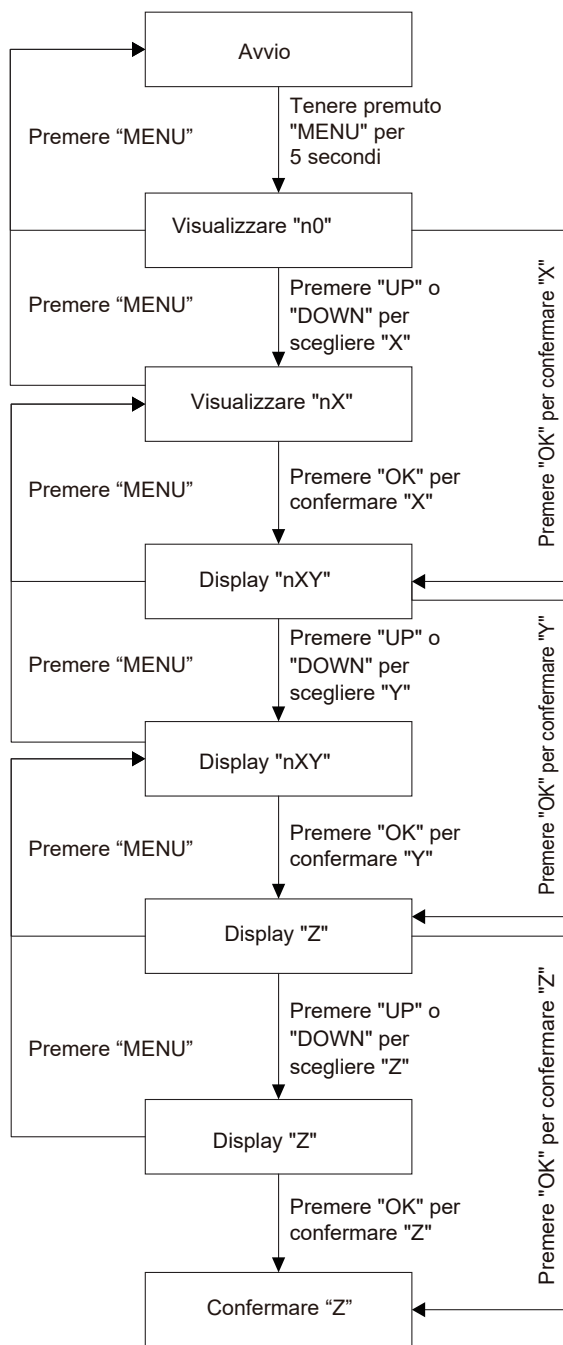 Avvio
Tenere premuto
"MENU" per
5 secondi
Premere “MENU”
Visualizzare "n0"
Premere "UP" o
"DOWN" per
scegliere "X"
Premere “MENU”
Premere "OK" per confermare "X"
Visualizzare "nX"
Premere "OK" per
confermare "X"
Premere “MENU”
Display "nXY"
Premere "UP" o
"DOWN" per
scegliere "Y"
Premere “MENU”
Premere "OK" per confermare "Y"
Display "nXY"
Premere "OK" per
confermare "Y"
Premere “MENU”
Display "Z"
Premere "UP" o
"DOWN" per
scegliere "Z"
Premere “MENU”
Premere "OK" per confermare "Z"
Display "Z"
Premere "OK" per
confermare "Z"
Confermare “Z”